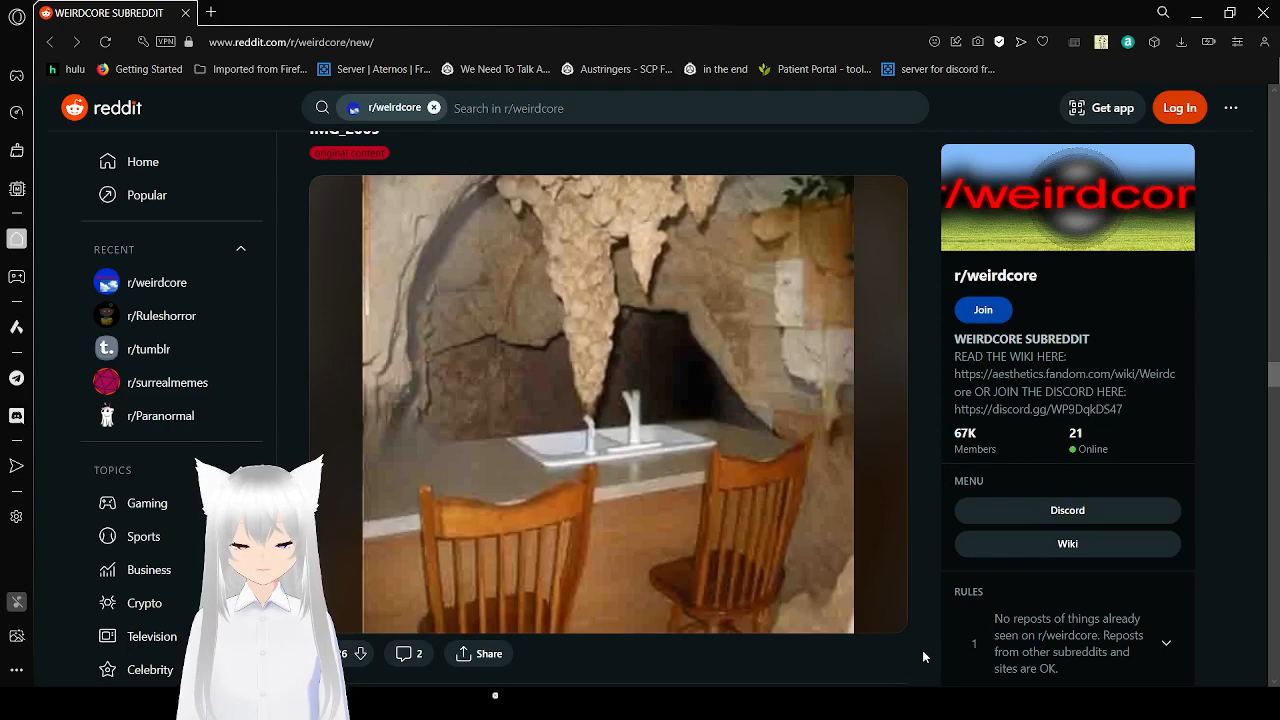 WEIRDCORE SUBREDDIT
VPN
www.reddit.com/r/weirdcore/new/
hulu
Getting Started
Imported from Firef...
Server | Aternos | Fr...
We Need To Talk A...
Austringers - SCP F...
in the end
Patient Portal - tool...
server for discord fr...
reddit
r/weirdcore
Search in r/weirdcore
Get app
Log In
original content
Home
Popular
RECENT
r/weirdcore
r/Ruleshorror
r/tumblr
r/surrealmemes
r/Paranormal
TOPICS
Gaming
Sports
Business
Crypto
Television
Celebrity
2
Share
r/weirdcor
r/weirdcore
Join
WEIRDCORE SUBREDDIT
READ THE WIKI HERE:
https://aesthetics.fandom.com/wiki/Weirdc
ore OR JOIN THE DISCORD HERE:
https://discord.gg/WP9DqkDS47
67K 21
Members Online
MENU
Discord
Wiki
RULES
1
No reposts of things already
seen on r/weirdcore. Reposts
from other subreddits and
sites are OK.